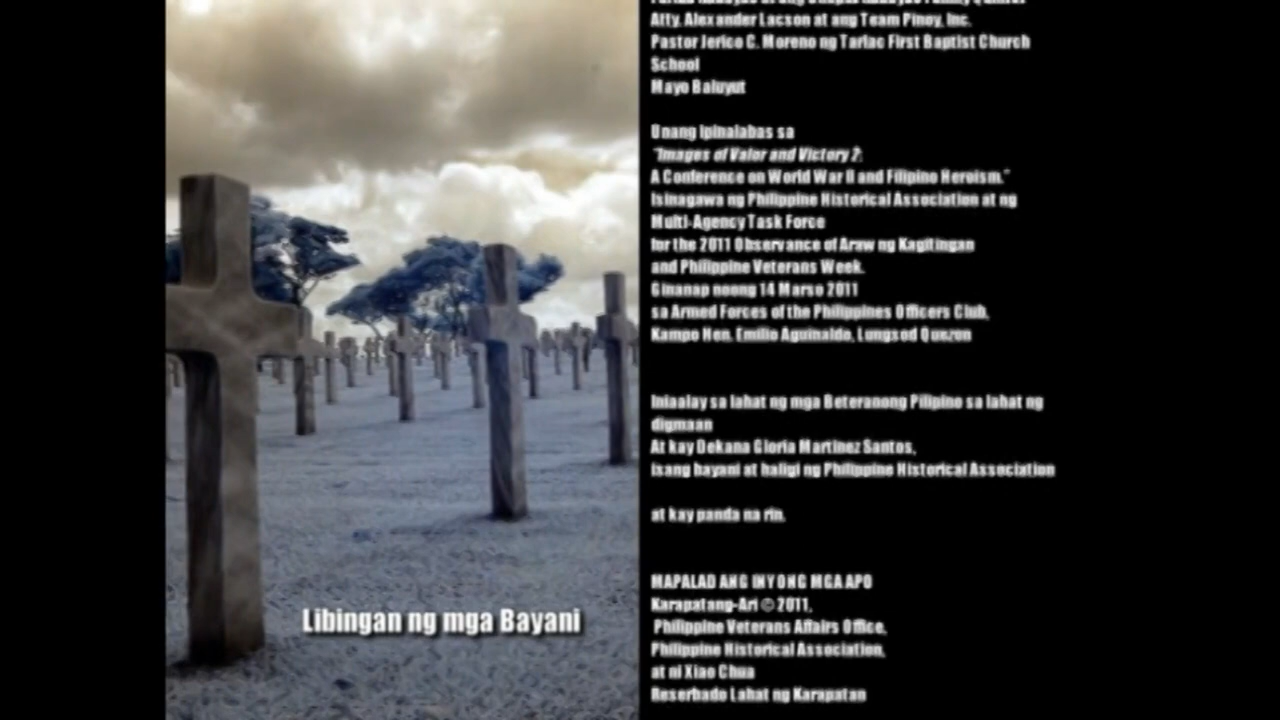 Atty. Alexander Lacson at ang Team Pinoy, Inc.
Pastor Jerico C. Moreno ng Tarlac First Baptist Church
School
Mayo Baluyut
Unang ipinalabas sa
"Images of Valor and Victory 2:
A Conference on World War II and Filipino Heroism."
Isinagawa ng Philippine Historical Association at ng
Multi-Agency Task Force
for the 2011 Observance of Araw ng Kagitingan
and Philippine Veterans Week.
Ginanap noong 14 Marso 2011
sa Armed Forces of the Philippines Officers Club,
Kampo Hen. Emilio Aguinaldo, Lungsod Quezon
Iniaalay sa lahat ng mga Beteranong Pilipino sa lahat ng
digmaan
At kay Dekana Gloria Martinez Santos,
isang bayani at haligi ng Philippine Historical Association
at kay panda na rin.
MAPALAD ANG INYONG MGA APO
Karapatang-Ari © 2011,
Philippine Veterans Affairs Office,
Philippine Historical Association,
at ni Xiao Chua
Reserbado Lahat ng Karapatan
Libingan ng mga Bayani